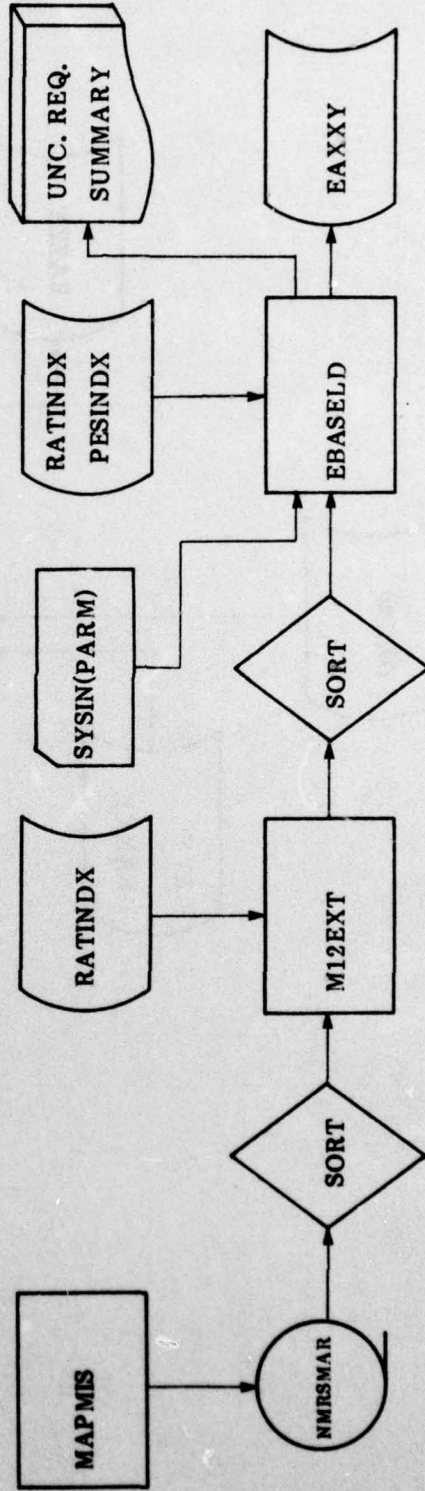 MAPMIS
NMRSMAR
SORT
RATINDX
M12EXT
SORT
SYSIN(PARM)
RATINDX
PESINDX
EBASELD
UNC. REQ.
SUMMARY
EAXXY